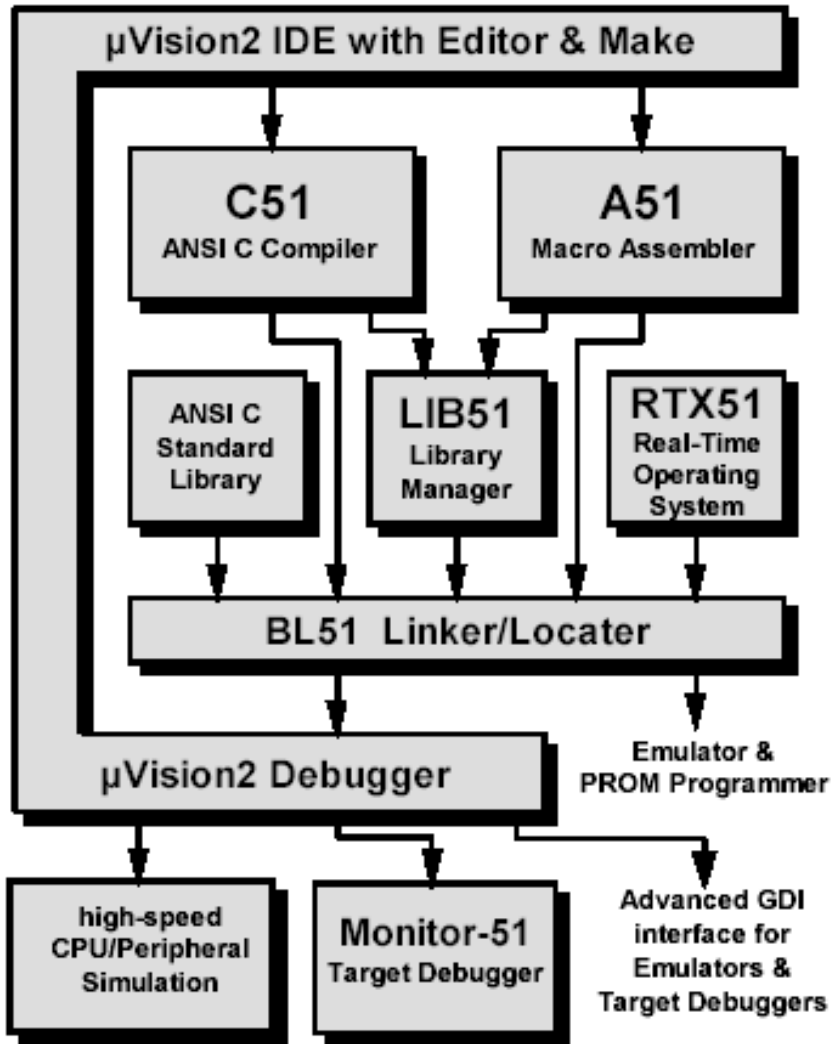 µVision2 IDE with Editor & Make
C51
ANSI C Compiler
A51
Macro Assembler
ANSI C
Standard
Library
LIB51
Library
Manager
RTX51
Real-Time
Operating
System
BL51 Linker/Locater
µVision2 Debugger
Emulator &
PROM Programmer
high-speed
CPU/Peripheral
Simulation
Monitor-51
Target Debugger
Advanced GDI
interface for
Emulators &
Target Debuggers